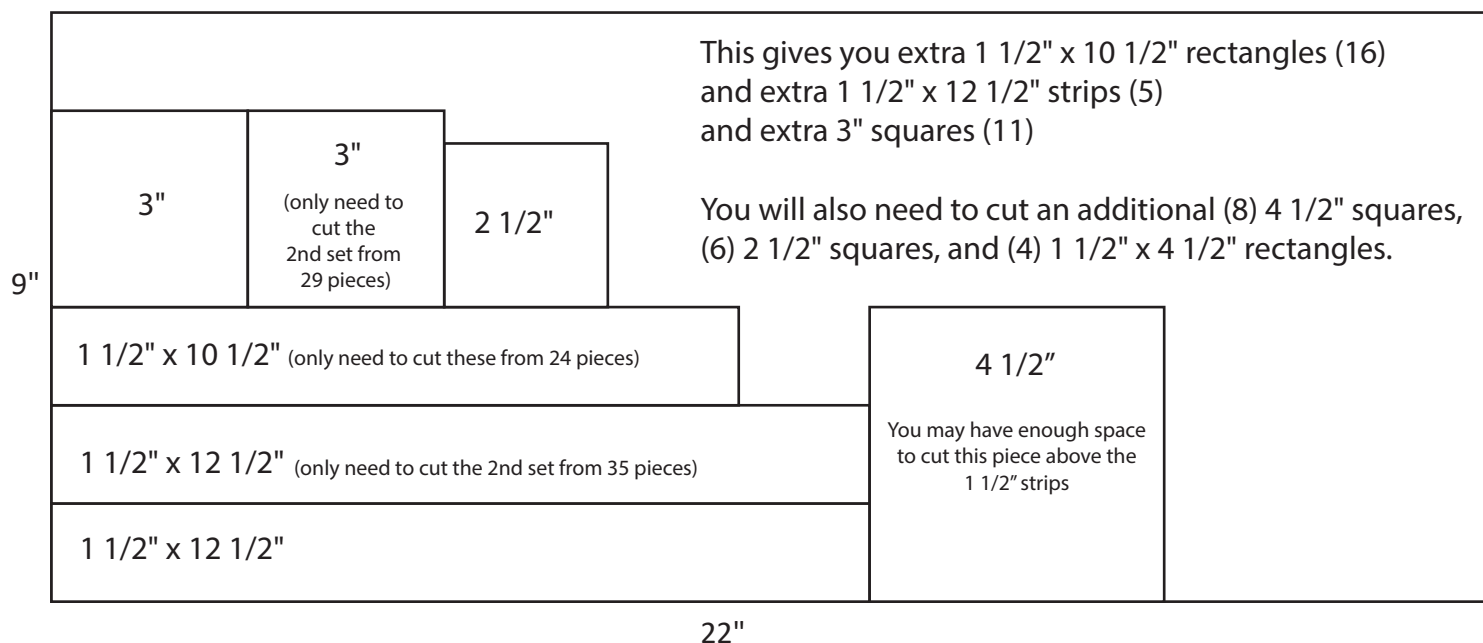 This gives you extra 1 1/2" x 10 1/2" rectangles (16)
and extra 1 1/2" x 12 1/2" strips (5)
and extra 3" squares (11)
You will also need to cut an additional (8) 4 1/2" squares,
(6) 2 1/2" squares, and (4) 1 1/2" x 4 1/2" rectangles.
3"
3"
(only need to
cut the
2nd set from
29 pieces)
2 1/2"
9"
1 1/2" x 10 1/2" (only need to cut these from 24 pieces)
4 1/2”
You may have enough space
to cut this piece above the
1 1/2” strips
1 1/2" x 12 1/2" (only need to cut the 2nd set from 35 pieces)
1 1/2" x 12 1/2"
22"